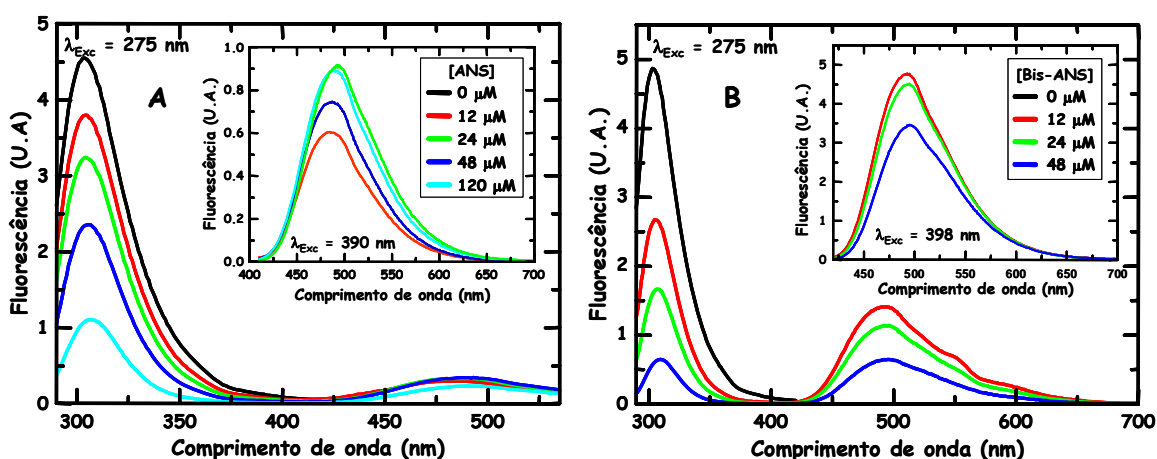 λExc = 275 nm
A
Fluorescência (U.A)
5
4
3
2
1
0
300
350
400
450
500
Comprimento de onda (nm)
Fluorescência (U.A.)
1.0
0.8
0.6
0.4
0.2
0.0
400
450
500
550
600
650
700
Comprimento de onda (nm)
λExc = 390 nm
[ANS]
0 μM
12 μM
24 μM
48 μM
120 μM
λExc = 275 nm
B
Fluorescência (U.A.)
5
4
3
2
1
0
300
400
500
600
700
Comprimento de onda (nm)
Fluorescência (U.A.)
5
4
3
2
1
0
450
500
550
600
650
700
Comprimento de onda (nm)
λExc = 398 nm
[Bis-ANS]
0 μM
12 μM
24 μM
48 μM